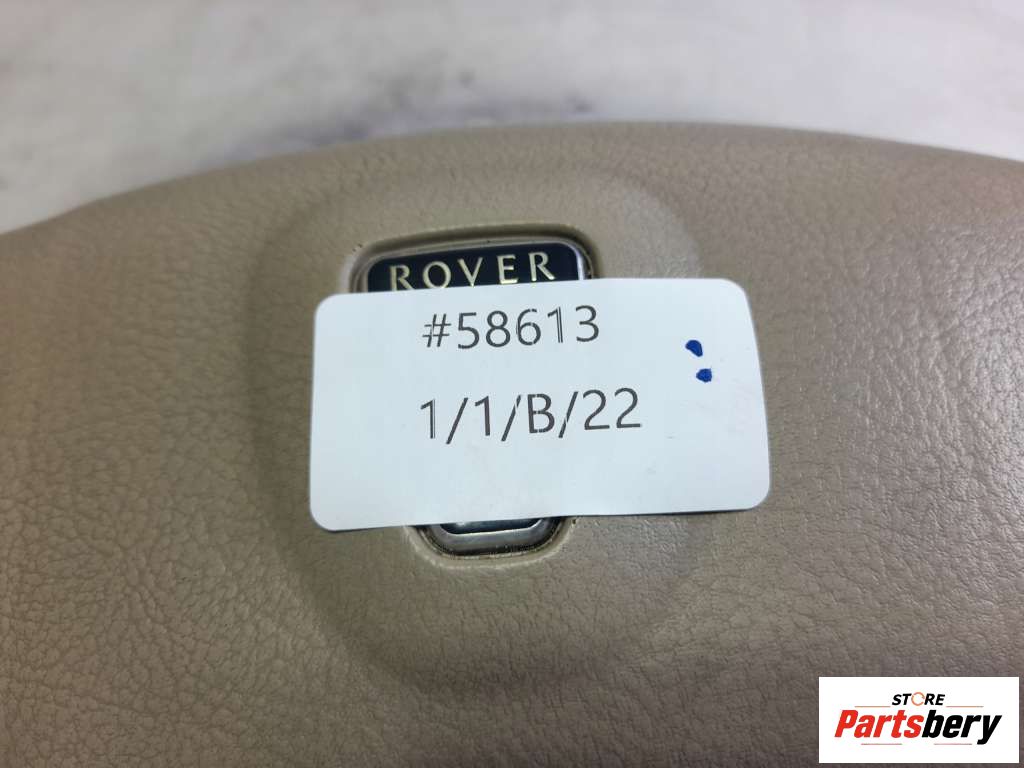 ROVER
#58613
1/1/B/22
STORE
Partsbery